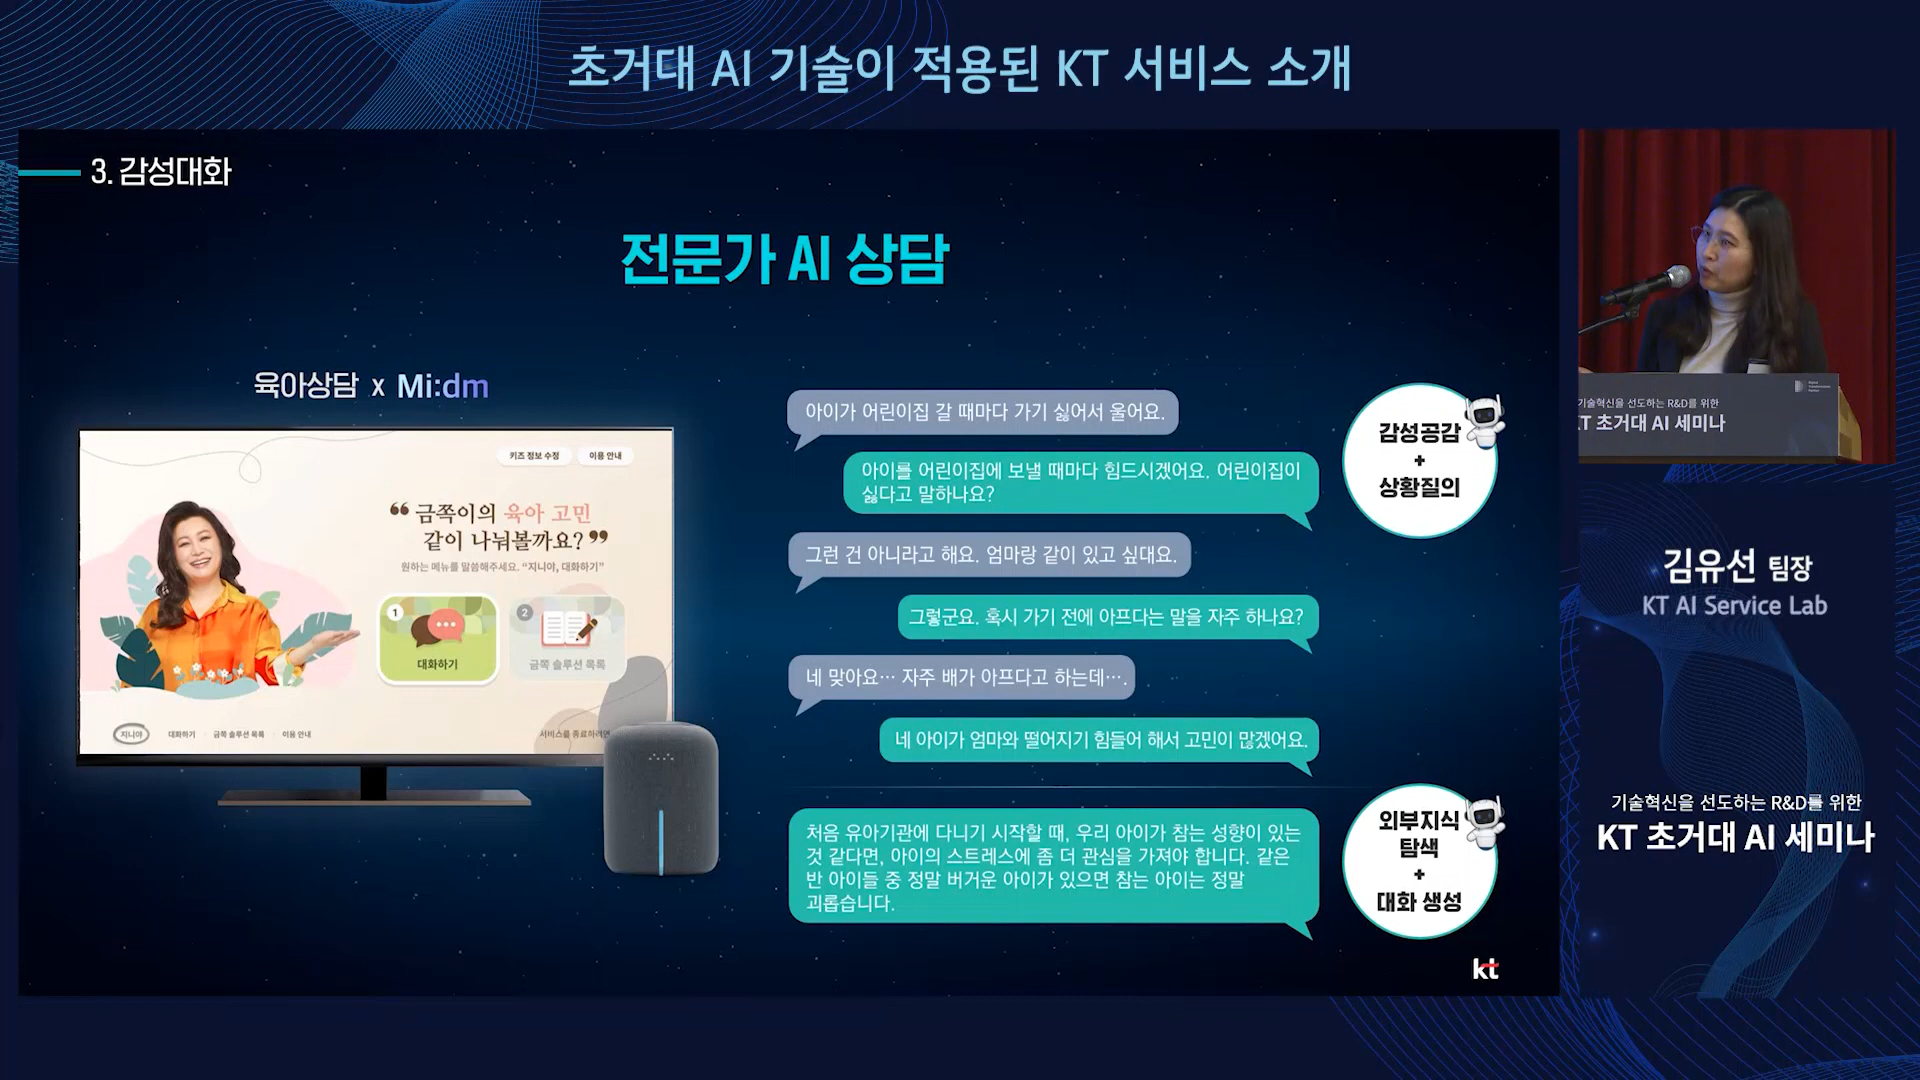 초거대 AI 기술이 적용된 KT 서비스 소개
3. 감성대화
전문가 AI 상담
육아상담 x Mi:dm
키즈 정보 수정
이용 안내
“ 금쪽이의 육아 고민
같이 나눠볼까요? ”
원하는 메뉴를 말씀해주세요. “지니야, 대화하기”
1
대화하기
2
금쪽 솔루션 목록
지니야
대화하기
금쪽 솔루션 목록
이용 안내
서비스를 종료하려면
아이가 어린이집 갈 때마다 가기 싫어서 울어요.
아이를 어린이집에 보낼 때마다 힘드시겠어요. 어린이집이
싫다고 말하나요?
그런 건 아니라고 해요. 엄마랑 같이 있고 싶대요.
그렇군요. 혹시 가기 전에 아프다는 말을 자주 하나요?
네 맞아요… 자주 배가 아프다고 하는데….
네 아이가 엄마와 떨어지기 힘들어 해서 고민이 많겠어요.
감성공감
+
상황질의
처음 유아기관에 다니기 시작할 때, 우리 아이가 참는 성향이 있는
것 같다면, 아이의 스트레스에 좀 더 관심을 가져야 합니다. 같은
반 아이들 중 정말 버거운 아이가 있으면 참는 아이는 정말
괴롭습니다.
외부지식
탐색
+
대화 생성
kt
기술혁신을 선도하는 R&D를 위한
KT 초거대 AI 세미나
김유선 팀장
KT AI Service Lab
기술혁신을 선도하는 R&D를 위한
KT 초거대 AI 세미나